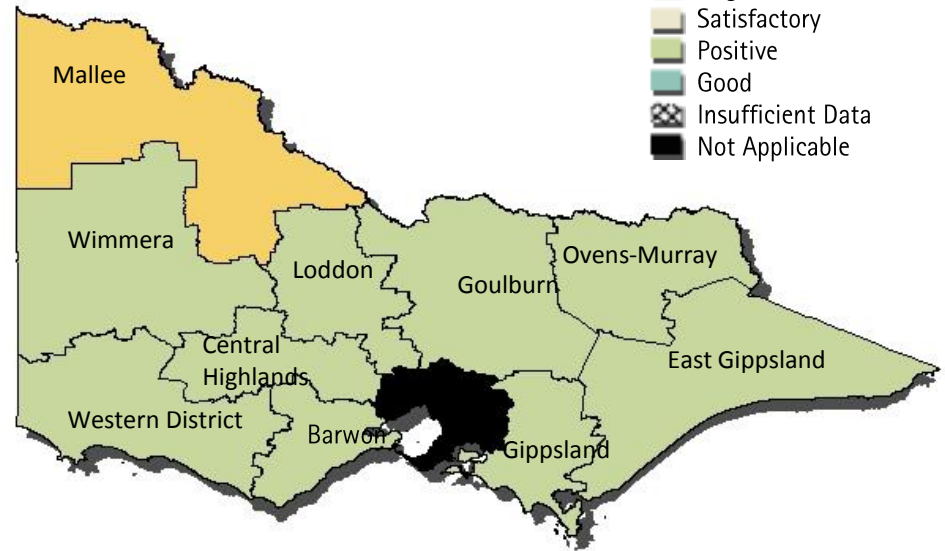 Satisfactory
Positive
Good
Insufficient Data
Not Applicable
Mallee
Wimmera
Loddon
Goulburn
Ovens-Murray
Central
Highlands
East Gippsland
Western District
Barwon
Gippsland